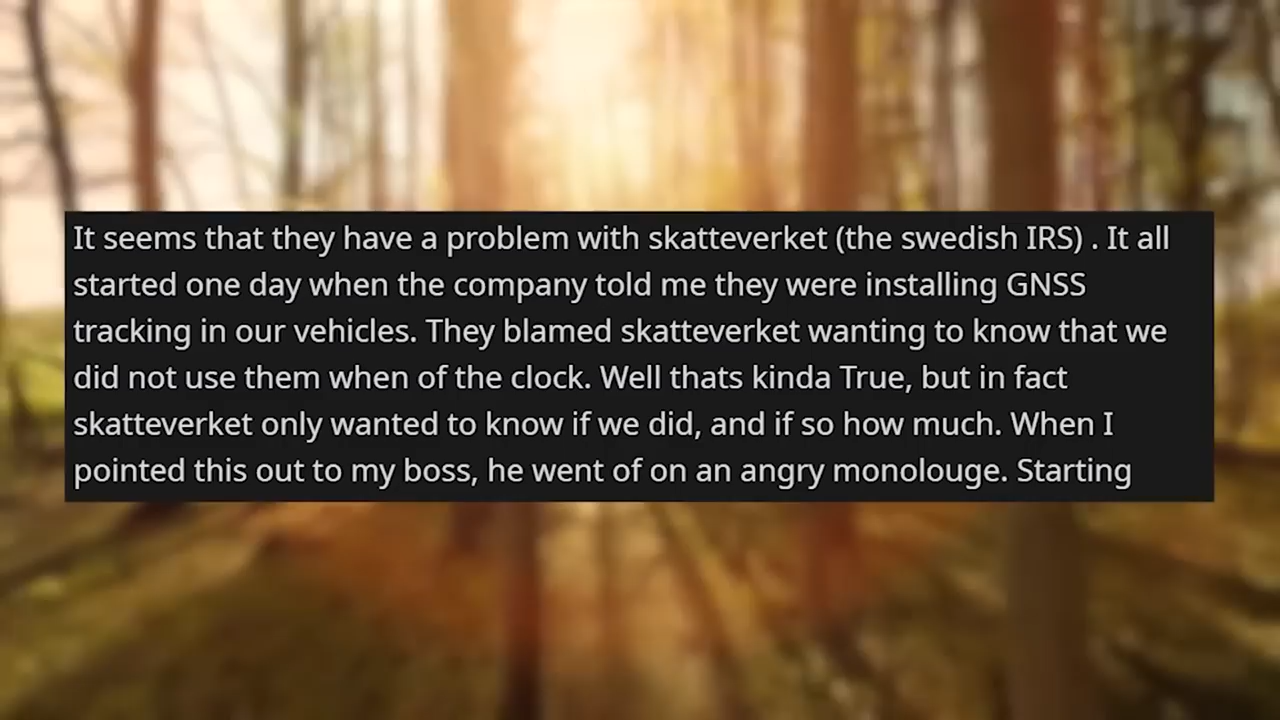 It seems that they have a problem with skatteverket (the swedish IRS) . It all
started one day when the company told me they were installing GNSS
tracking in our vehicles. They blamed skatteverket wanting to know that we
did not use them when of the clock. Well thats kinda True, but in fact
skatteverket only wanted to know if we did, and if so how much. When I
pointed this out to my boss, he went of on an angry monolouge. Starting